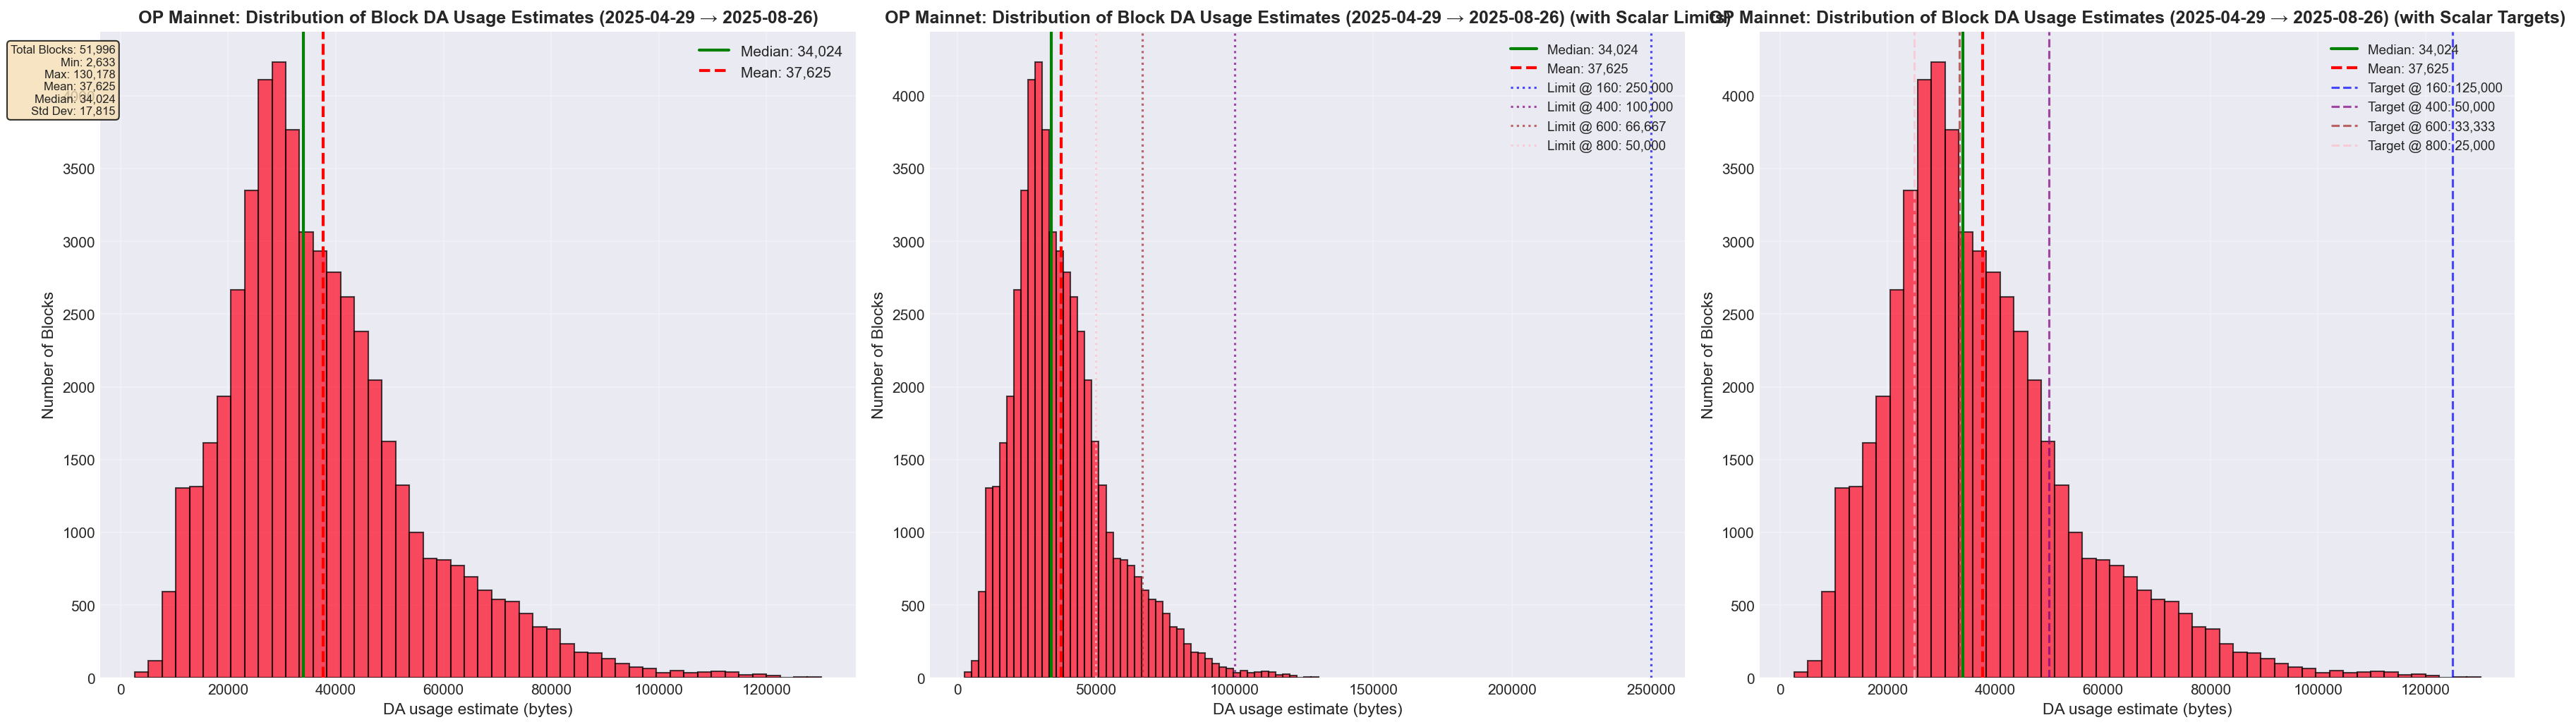 OP Mainnet: Distribution of Block DA Usage Estimates (2025-04-29 → 2025-08-26)
Total Blocks: 51,996
Min: 2,633
Max: 130,178
Mean: 37,625
Median: 34,024
Std Dev: 17,815
Median: 34,024
Mean: 37,625
Number of Blocks
3500
3000
2500
2000
1500
1000
500
0
0 20000 40000 60000 80000 100000 120000
DA usage estimate (bytes)
OP Mainnet: Distribution of Block DA Usage Estimates (2025-04-29 → 2025-08-26) (with Scalar Limits)
Median: 34,024
Mean: 37,625
Limit @ 160: 250,000
Limit @ 400: 100,000
Limit @ 600: 66,667
Limit @ 800: 50,000
Number of Blocks
4000
3500
3000
2500
2000
1500
1000
500
0
0 50000 100000 150000 200000 250000
DA usage estimate (bytes)
OP Mainnet: Distribution of Block DA Usage Estimates (2025-04-29 → 2025-08-26) (with Scalar Targets)
Median: 34,024
Mean: 37,625
Target @ 160: 125,000
Target @ 400: 50,000
Target @ 600: 33,333
Target @ 800: 25,000
Number of Blocks
4000
3500
3000
2500
2000
1500
1000
500
0
0 20000 40000 60000 80000 100000 120000
DA usage estimate (bytes)